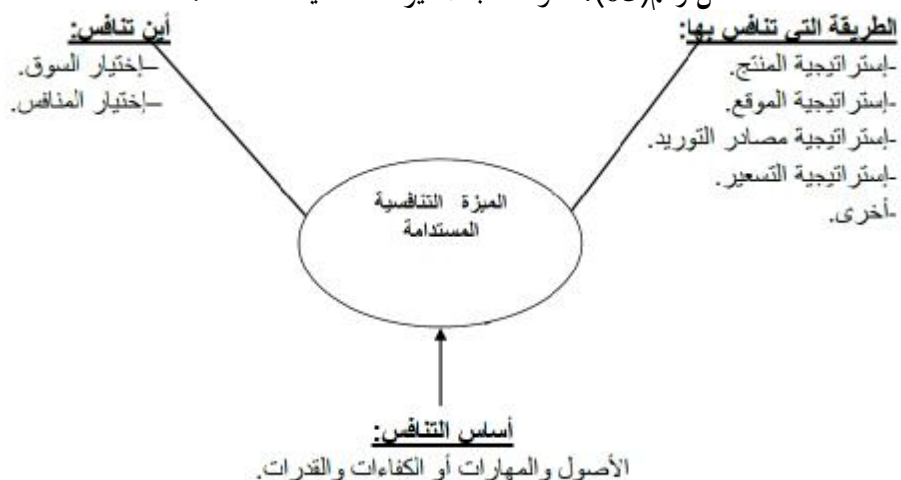 الطريقة التي تنافس بها:
-إستراتيجية المنتج.
-إستراتيجية الموقع.
-إستراتيجية مصادر التوريد.
-إستراتيجية التسعير.
-أخرى.
أين تنافس:
–إختيار السوق.
–إختيار المنافس.
الميزة التنافسية
المستدامة
أساس التنافس:
الأصول والمهارات أو الكفاءات والقدرات.